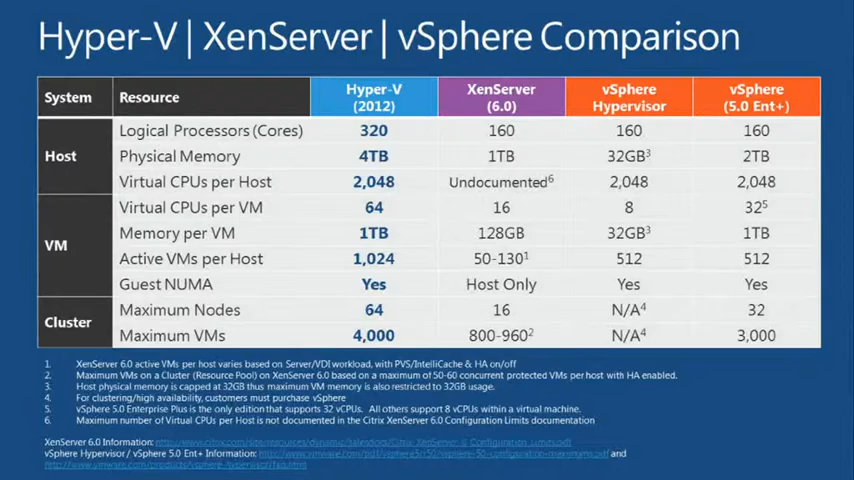 Hyper-V | XenServer | vSphere Comparison
System Resource Hyper-V (2012) XenServer (6.0) vSphere Hypervisor vSphere (5.0 Ent+)
Host
Logical Processors (Cores) 320 160 160 160
Physical Memory 4TB 1TB 32GB3 2TB
Virtual CPUs per Host 2,048 Undocumented6 2,048 2,048
VM
Virtual CPUs per VM 64 16 8 325
Memory per VM 1TB 128GB 32GB3 1TB
Active VMs per Host 1,024 50-1301 512 512
Guest NUMA Yes Host Only Yes Yes
Cluster
Maximum Nodes 64 16 N/A4 32
Maximum VMs 4,000 800-9602 N/A4 3,000
1. XenServer 6.0 active VMs per host varies based on Server/VDI workload, with PVS/IntelliCache & HA on/off
2. Maximum VMs on a Cluster (Resource Pool) on XenServer 6.0 based on a maximum of 50-60 concurrent protected VMs per host with HA enabled.
3. Host physical memory is capped at 32GB thus maximum VM memory is also restricted to 32GB usage.
4. For clustering/high availability, customers must purchase vSphere
5. vSphere 5.0 Enterprise Plus is the only edition that supports 32 vCPUs. All others support 8 vCPUs within a virtual machine.
6. Maximum number of Virtual CPUs per Host is not documented in the Citrix XenServer 6.0 Configuration Limits documentation
XenServer 6.0 Information:
vSphere Hypervisor / vSphere 5.0 Ent+ Information: and